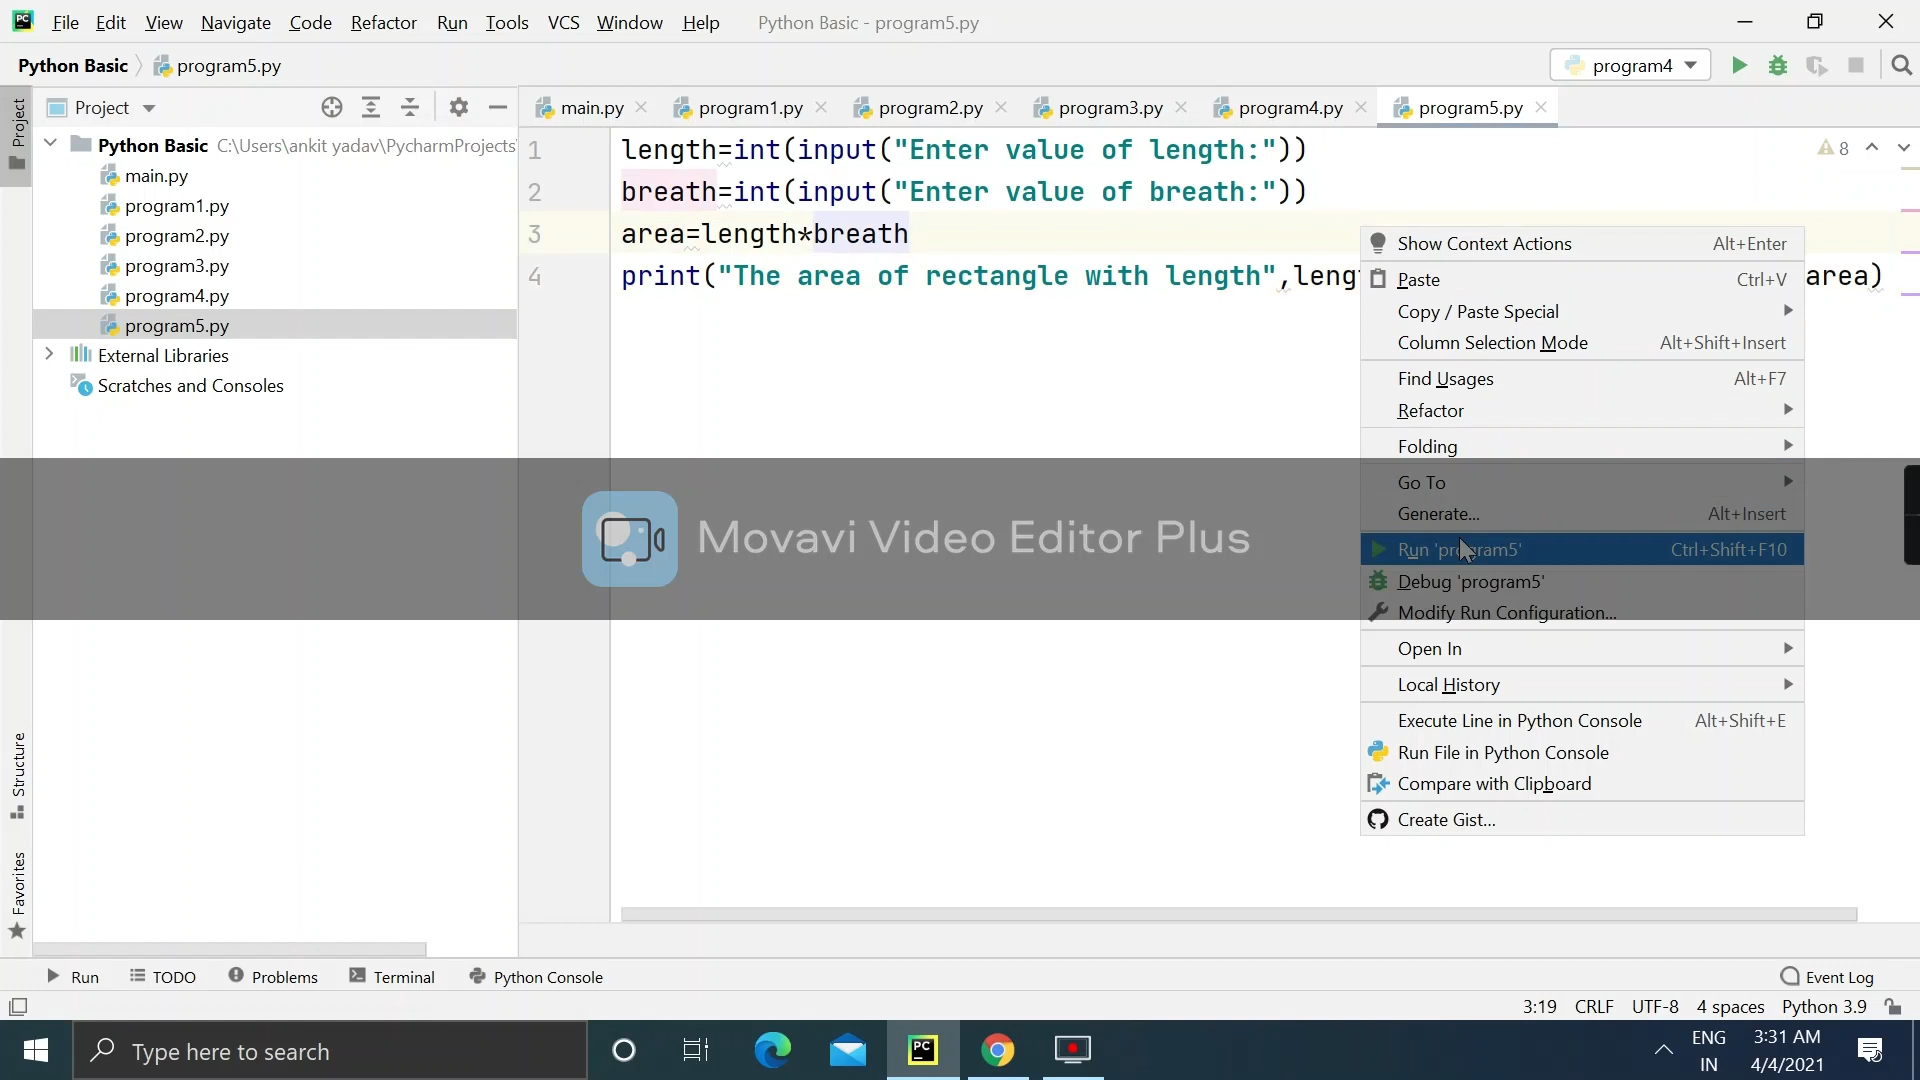 File Edit View Navigate Code Refactor Run Tools VCS Window Help Python Basic - program5.py
Python Basic program5.py program4
Project main.py program1.py program2.py program3.py program4.py program5.py
Project
Python Basic C:\Users\ankit yadav\PycharmProjects
main.py
program1.py
program2.py
program3.py
program4.py
program5.py
External Libraries
Scratches and Consoles
1 length=int(input("Enter value of length:"))
2 breath=int(input("Enter value of breath:"))
3 area=length*breath
4 print("The area of rectangle with length",leng area)
8
Show Context Actions Alt+Enter
Paste Ctrl+V
Copy / Paste Special
Column Selection Mode Alt+Shift+Insert
Find Usages Alt+F7
Refactor
Folding
Go To
Generate... Alt+Insert
Run 'program5' Ctrl+Shift+F10
Debug 'program5'
Modify Run Configuration...
Open In
Local History
Execute Line in Python Console Alt+Shift+E
Run File in Python Console
Compare with Clipboard
Create Gist...
Movavi Video Editor Plus
Structure
Favorites
Run TODO Problems Terminal Python Console Event Log
3:19 CRLF UTF-8 4 spaces Python 3.9
Type here to search
PC
ENG 3:31 AM
IN 4/4/2021